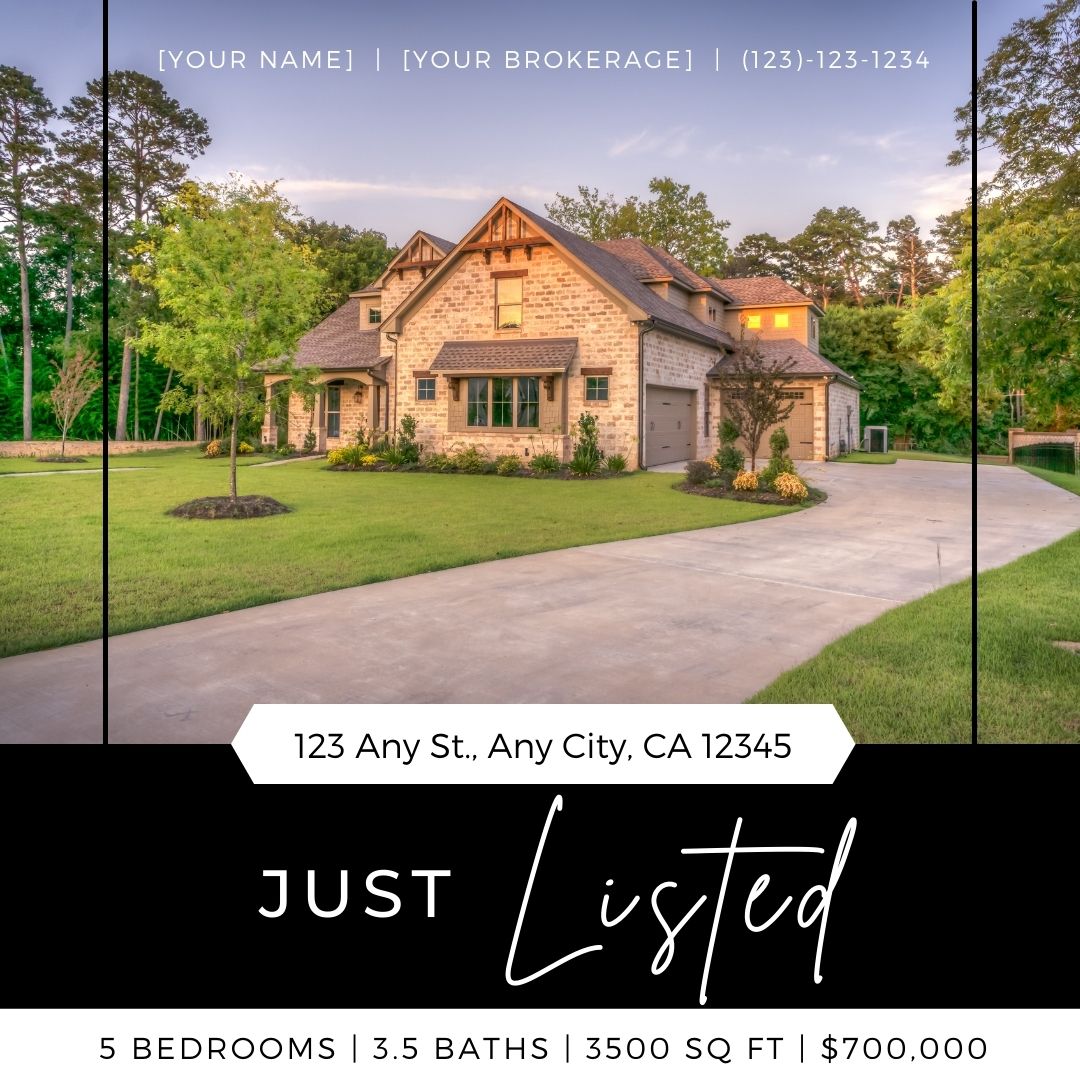 [YOUR NAME] | [YOUR BROKERAGE] | (123)-123-1234
123 Any St., Any City, CA 12345
JUST Listed
5 BEDROOMS | 3.5 BATHS | 3500 SQ FT | $700,000